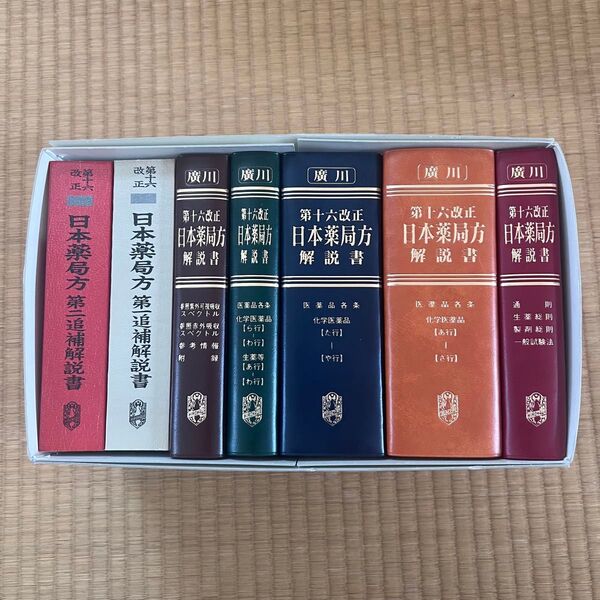 第十六
改正
日本薬局方 第二追補解説書
第十六
改正
日本薬局方 第一追補解説書
廣川
第十六改正
日本薬局方
解説書
参照紫外可視吸収
スペクトル
参照赤外吸収
スペクトル
参考情報
附録
廣川
第十六改正
日本薬局方
解説書
医薬品各条
化学医薬品
[ら行]
–
[わ行]
生薬等
[あ行]
–
[わ行]
廣川
第十六改正
日本薬局方
解説書
医薬品各条
化学医薬品
[た行]
–
[や行]
廣川
第十六改正
日本薬局方
解説書
医薬品各条
化学医薬品
[あ行]
–
[さ行]
廣川
第十六改正
日本薬局方
解説書
通則
生薬総則
製剤総則
一般試験法